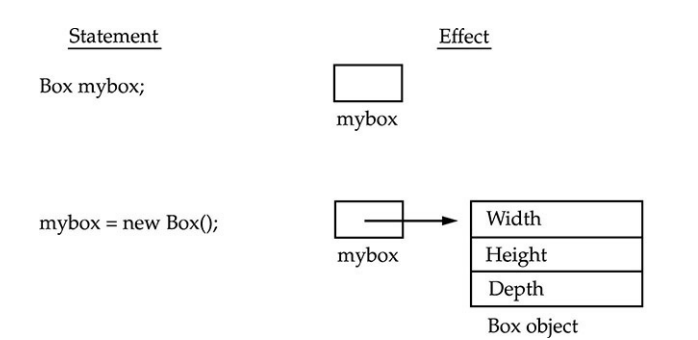 Statement
Effect
Box mybox;
mybox
mybox = new Box();
mybox
Width
Height
Depth
Box object